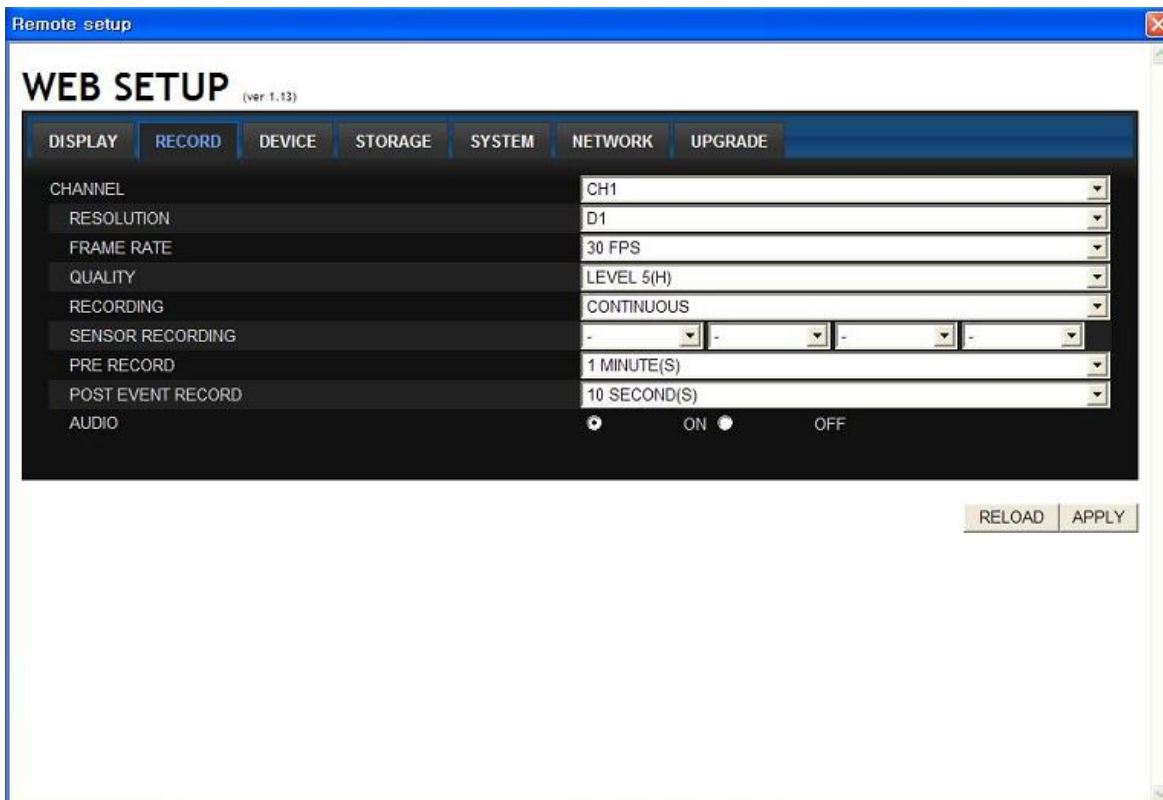 Remote setup
WEB SETUP (ver 1.13)
DISPLAY RECORD DEVICE STORAGE SYSTEM NETWORK UPGRADE
CHANNEL CH1
RESOLUTION D1
FRAME RATE 30 FPS
QUALITY LEVEL 5(H)
RECORDING CONTINUOUS
SENSOR RECORDING - - - -
PRE RECORD 1 MINUTE(S)
POST EVENT RECORD 10 SECOND(S)
AUDIO ON OFF
RELOAD APPLY